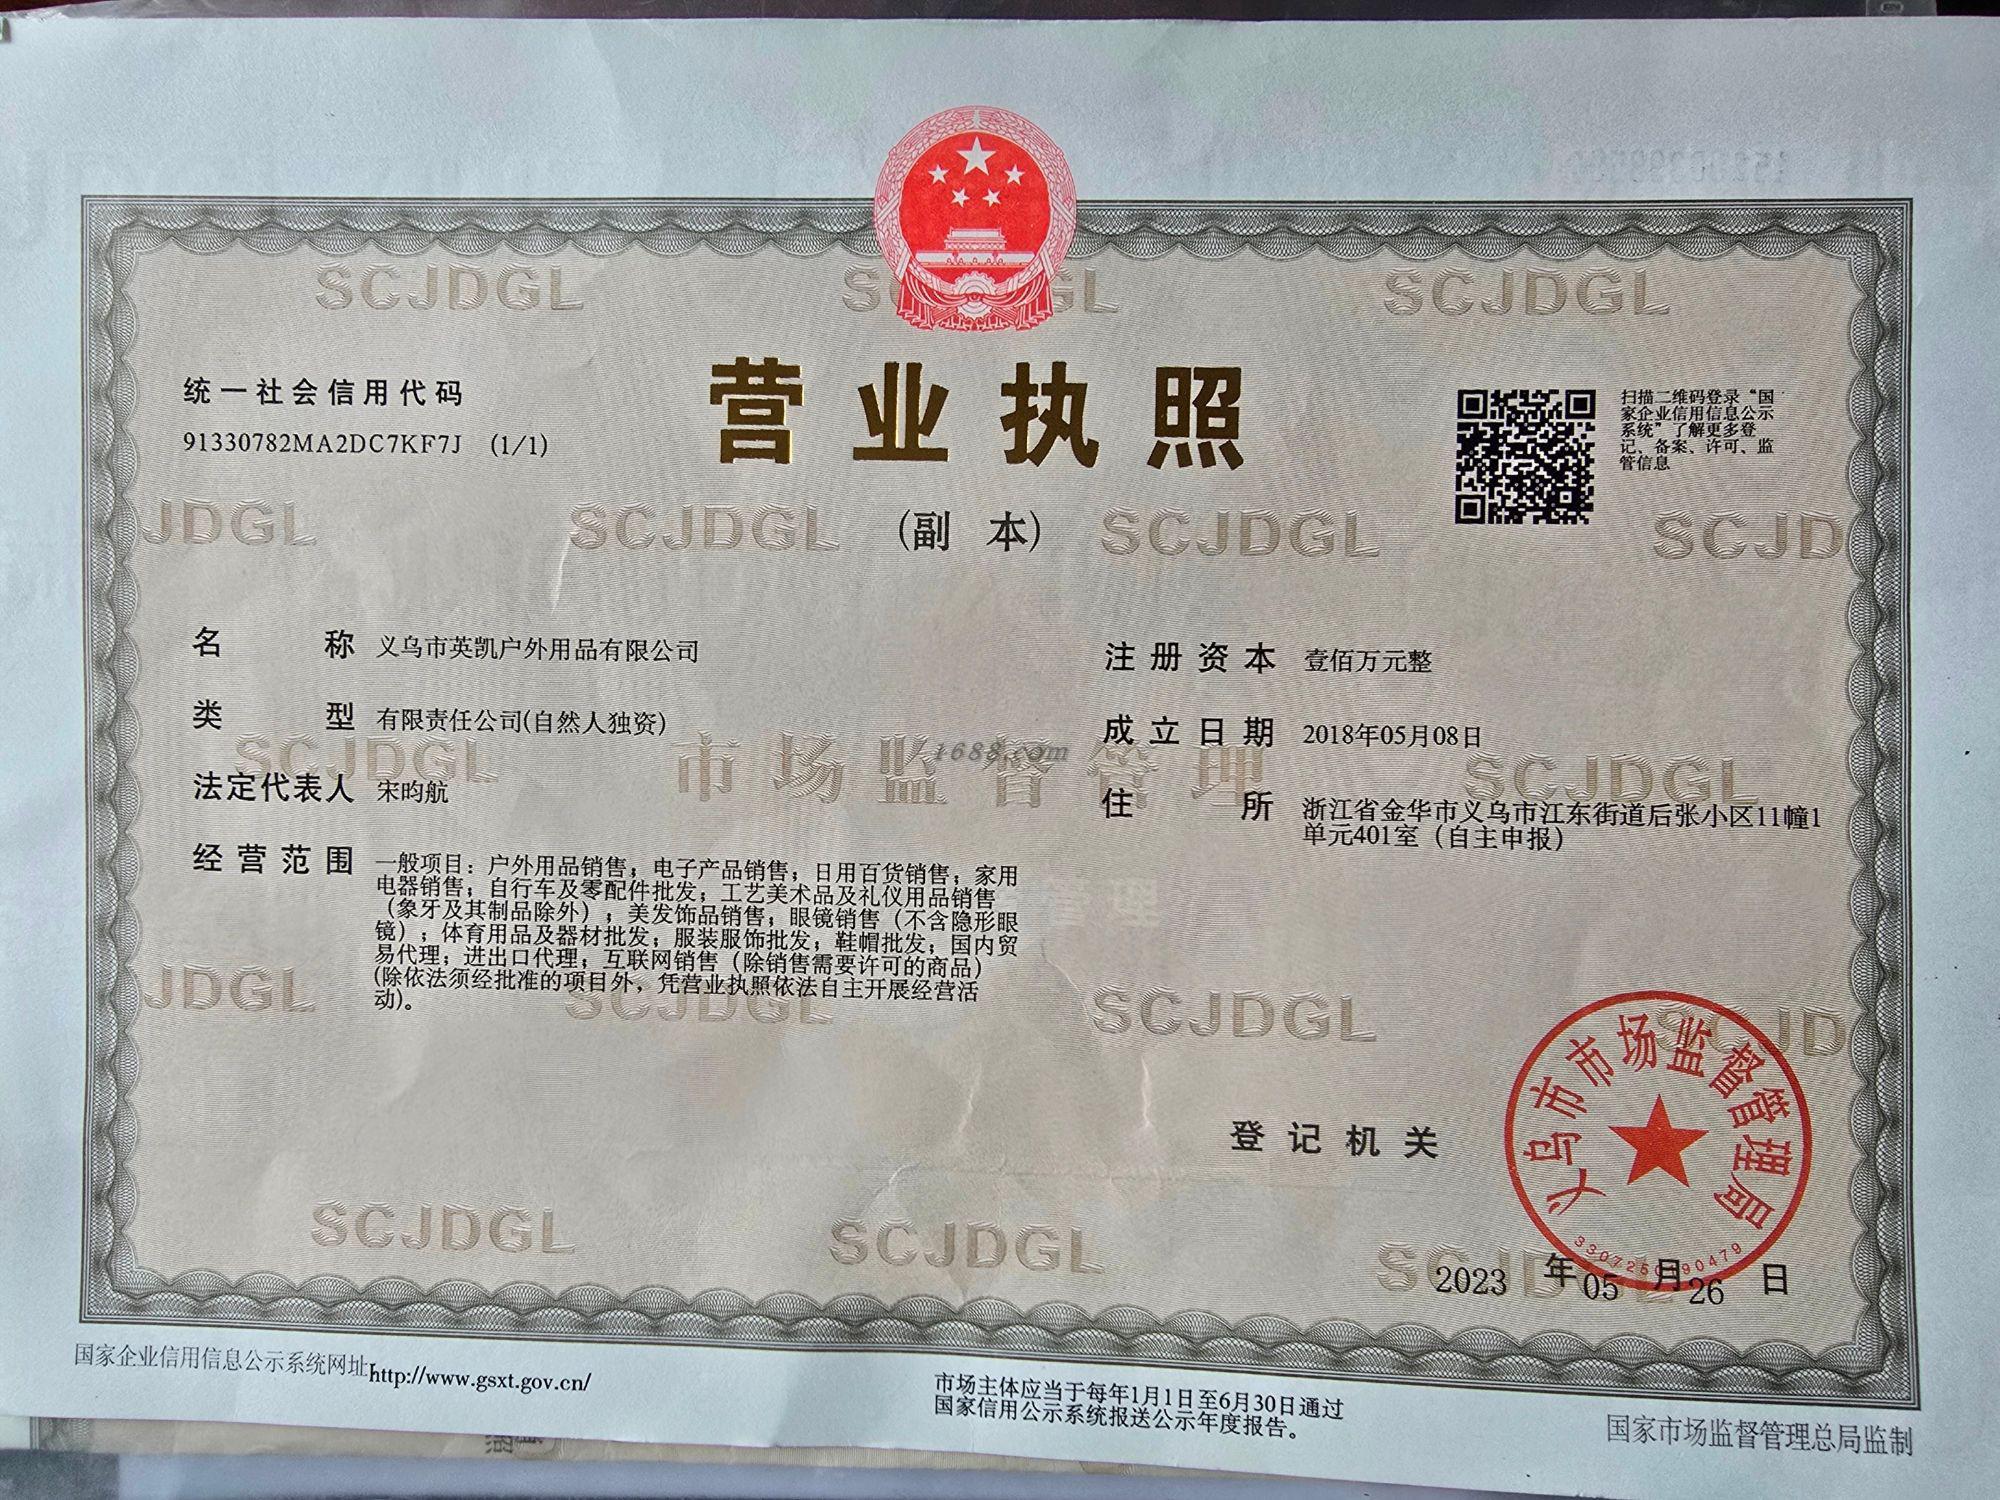 统一社会信用代码
91330782MA2DC7KF7J (1/1)
营业执照
(副 本)
扫描二维码登录“国
家企业信用信息公示
系统”了解更多登
记、备案、许可、监
管信息
名 称 义乌市英凯户外用品有限公司
类 型 有限责任公司(自然人独资)
法定代表人 宋昀航
经营范围 一般项目：户外用品销售；电子产品销售；日用百货销售；家用
电器销售；自行车及零配件批发；工艺美术品及礼仪用品销售
（象牙及其制品除外）；美发饰品销售；眼镜销售（不含隐形眼
镜）；体育用品及器材批发；服装服饰批发；鞋帽批发；国内贸
易代理；进出口代理；互联网销售（除销售需要许可的商品）
(除依法须经批准的项目外，凭营业执照依法自主开展经营活
动)。
注册资本 壹佰万元整
成立日期 2018年05月08日
住 所 浙江省金华市义乌市江东街道后张小区11幢1
单元401室（自主申报）
1688.com
SCJDGL
市场监督管理
登记机关
义乌市市场监督管理局
2023 年 05 月 26 日
国家企业信用信息公示系统网址http://www.gsxt.gov.cn/
市场主体应当于每年1月1日至6月30日通过
国家信用公示系统报送公示年度报告。
国家市场监督管理总局监制